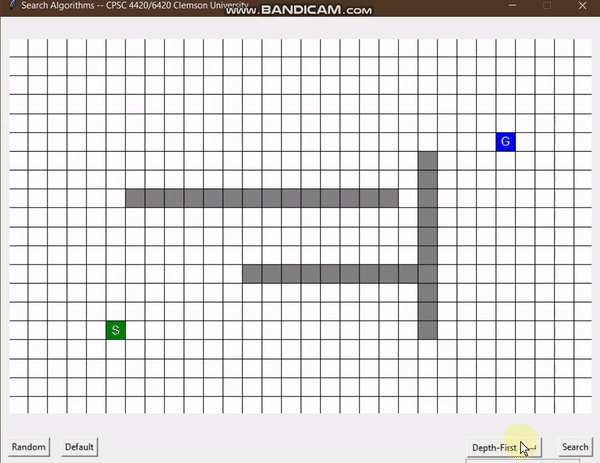 Search Algorithms -- CPSC 4420/6420 Clemson University
www.BANDICAM.com
G
S
Random
Default
Depth-First
Search